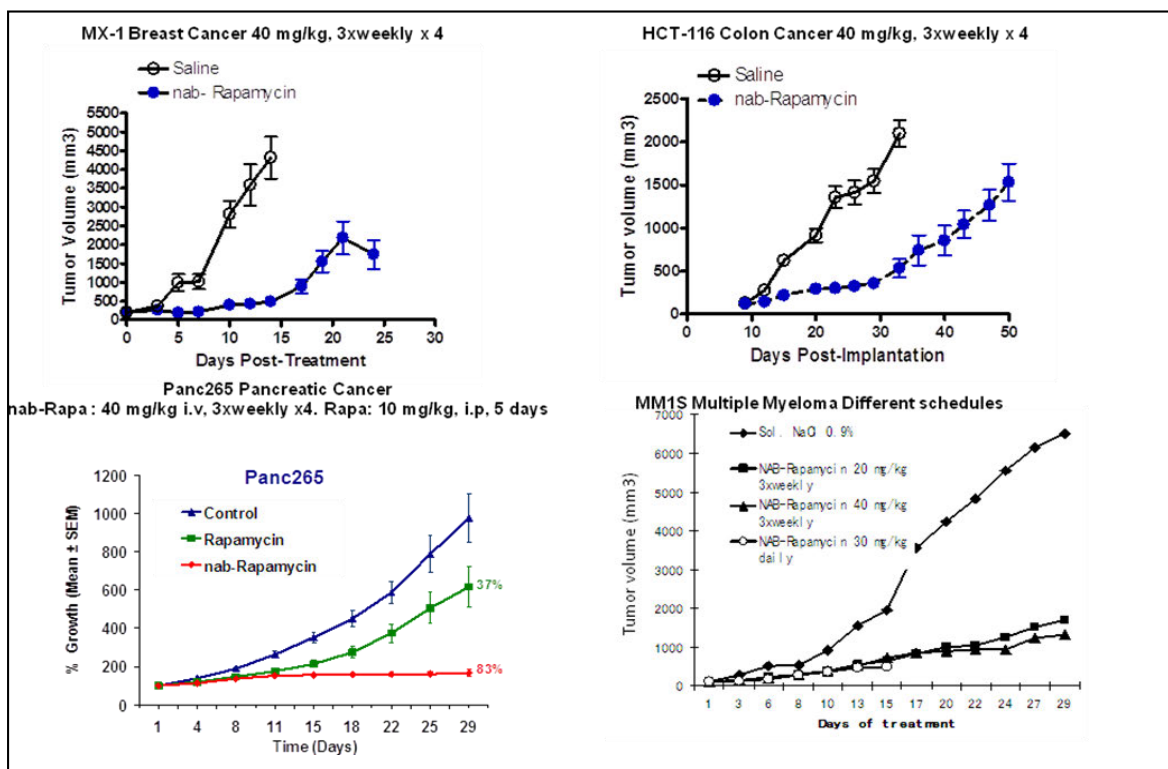 MX-1 Breast Cancer 40 mg/kg, 3xweekly x 4
Saline
nab- Rapamycin
Tumor Volume (mm3)
5500
5000
4500
4000
3500
3000
2500
2000
1500
1000
500
0
0 5 10 15 20 25 30
Days Post-Treatment
HCT-116 Colon Cancer 40 mg/kg, 3xweekly x 4
Saline
nab-Rapamycin
Tumor volume (mm3)
2500
2000
1500
1000
500
0
0 10 20 30 40 50
Days Post-Implantation
Panc265 Pancreatic Cancer
nab-Rapa : 40 mg/kg i.v, 3xweekly x4. Rapa: 10 mg/kg, i.p, 5 days
Panc265
Control
Rapamycin
nab-Rapamycin
% Growth (Mean ± SEM)
1200
1000
800
600
400
200
0
37%
83%
1 4 8 11 15 18 22 25 29
Time (Days)
MM1S Multiple Myeloma Different schedules
Sol. NaCl 0.9%
NAB-Rapamycin 20 mg/kg
3xweekly
NAB-Rapamycin 40 mg/kg
3xweekly
NAB-Rapamycin 30 mg/kg
daily
Tumor volume (mm3)
7000
6000
5000
4000
3000
2000
1000
0
1 3 6 8 10 13 15 17 20 22 24 27 29
Days of treatment